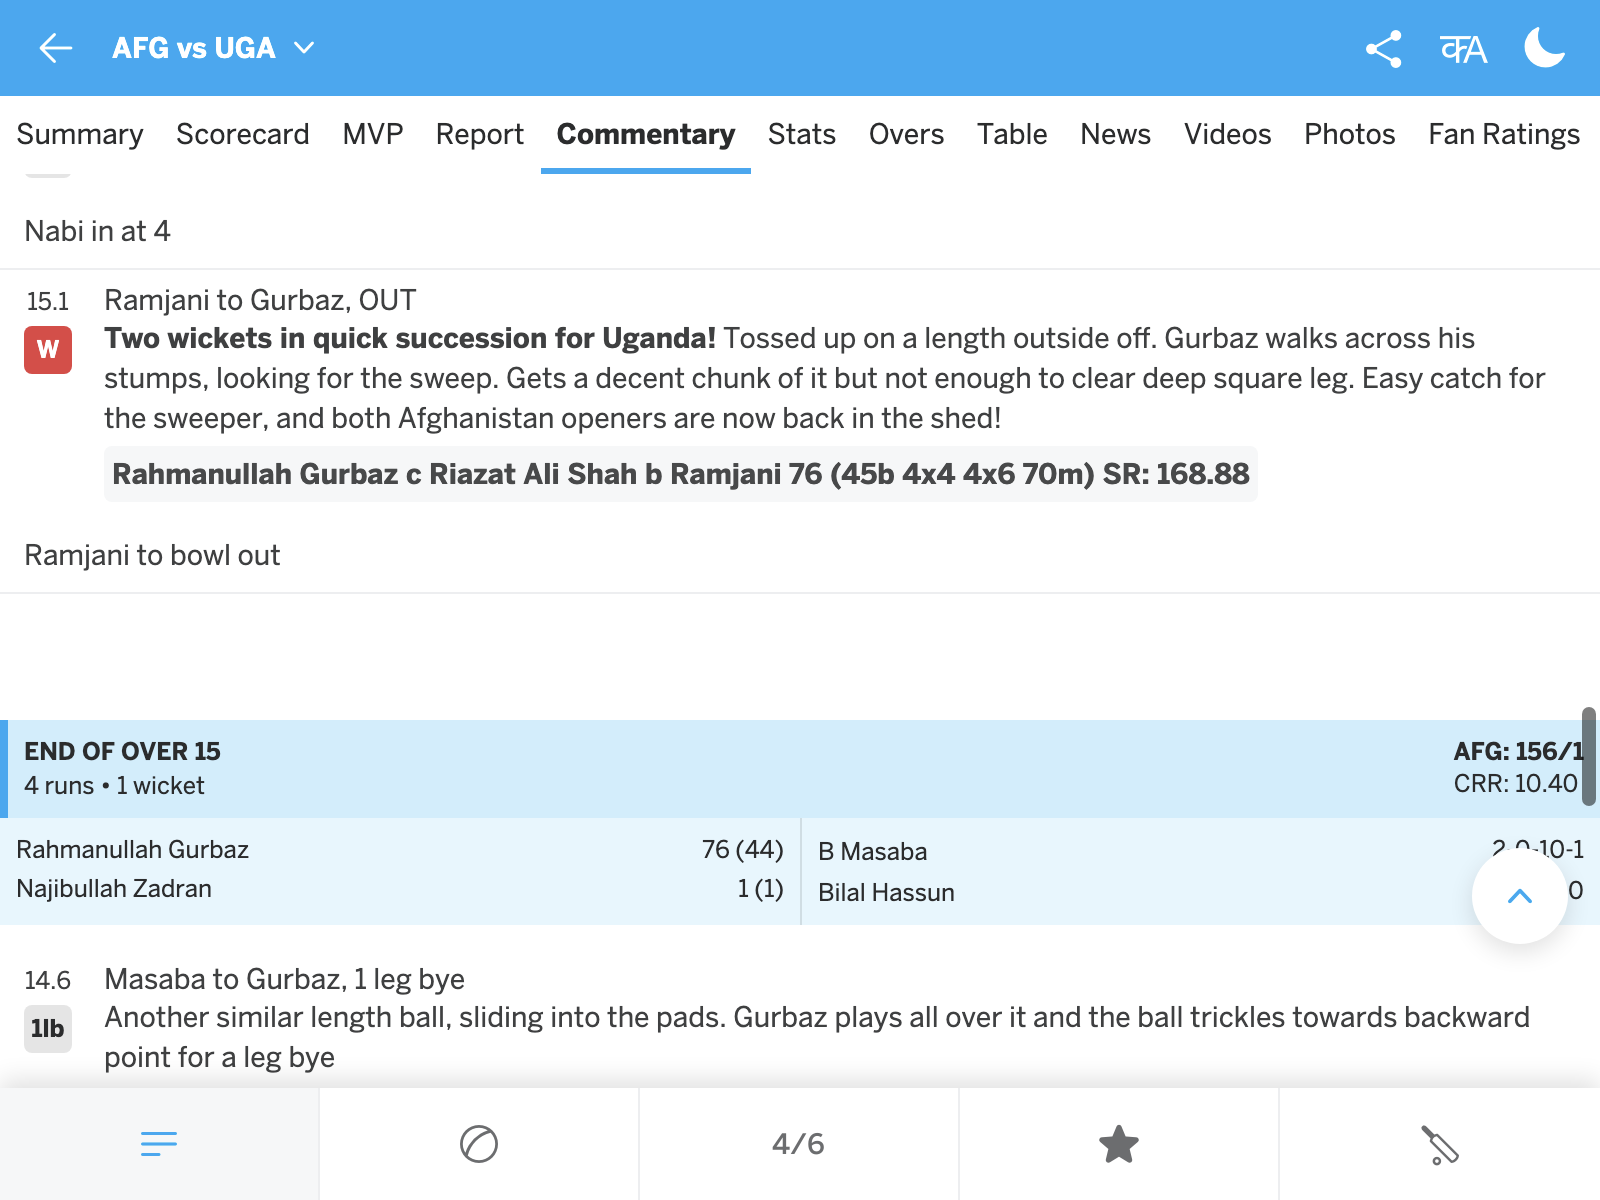 AFG vs UGA
क A
Summary Scorecard MVP Report Commentary Stats Overs Table News Videos Photos Fan Ratings
Nabi in at 4
15.1 Ramjani to Gurbaz, OUT
W Two wickets in quick succession for Uganda! Tossed up on a length outside off. Gurbaz walks across his
stumps, looking for the sweep. Gets a decent chunk of it but not enough to clear deep square leg. Easy catch for
the sweeper, and both Afghanistan openers are now back in the shed!
Rahmanullah Gurbaz c Riazat Ali Shah b Ramjani 76 (45b 4x4 4x6 70m) SR: 168.88
Ramjani to bowl out
END OF OVER 15 AFG: 156/1
4 runs • 1 wicket CRR: 10.40
Rahmanullah Gurbaz 76 (44) B Masaba 2-0-10-1
Najibullah Zadran 1 (1) Bilal Hassun 0
14.6 Masaba to Gurbaz, 1 leg bye
1lb Another similar length ball, sliding into the pads. Gurbaz plays all over it and the ball trickles towards backward
point for a leg bye
4/6